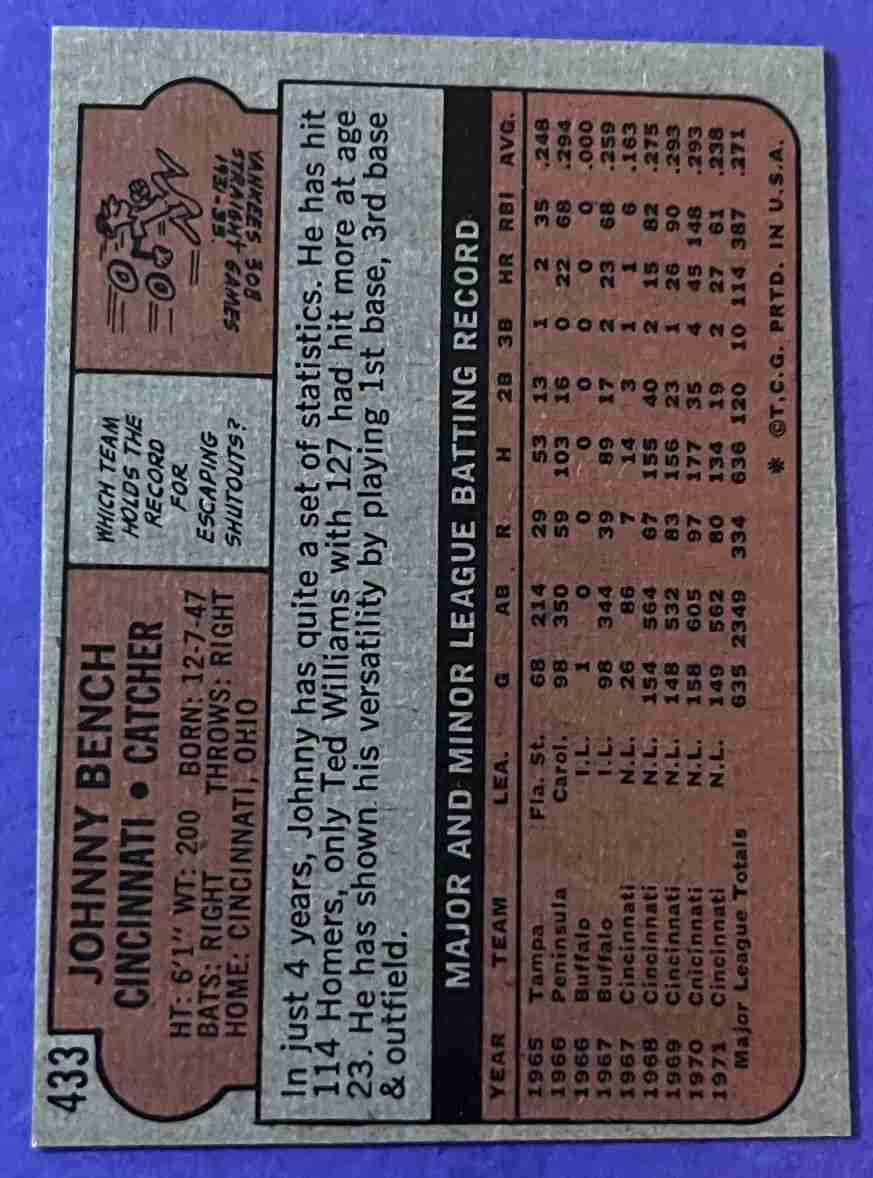 433
JOHNNY BENCH
CINCINNATI • CATCHER
HT: 6'1" WT: 200 BORN: 12-7-47
BATS: RIGHT THROWS: RIGHT
HOME: CINCINNATI, OHIO
WHICH TEAM
HOLDS THE
RECORD
FOR
ESCAPING
SHUTOUTS?
YANKEES 308
STRAIGHT GAMES
1931-33.
In just 4 years, Johnny has quite a set of statistics. He has hit
114 Homers, only Ted Williams with 127 had hit more at age
23. He has shown his versatility by playing 1st base, 3rd base
& outfield.
MAJOR AND MINOR LEAGUE BATTING RECORD
YEAR TEAM LEA. G AB R H 2B 3B HR RBI AVG.
1965 Tampa Fla. St. 68 214 29 53 13 1 2 35 .248
1966 Peninsula Carol. 98 350 59 103 16 0 22 68 .294
1966 Buffalo I.L. 1 0 0 0 0 0 0 0 .000
1967 Buffalo I.L. 98 344 39 89 17 2 23 68 .259
1967 Cincinnati N.L. 26 86 7 14 3 1 1 6 .163
1968 Cincinnati N.L. 154 564 67 155 40 2 15 82 .275
1969 Cincinnati N.L. 148 532 83 156 23 1 26 90 .293
1970 Cnicinnati N.L. 158 605 97 177 35 4 45 148 .293
1971 Cincinnati N.L. 149 562 80 134 19 2 27 61 .238
Major League Totals 635 2349 334 636 120 10 114 387 .271
* ©T.C.G. PRTD. IN U.S.A.